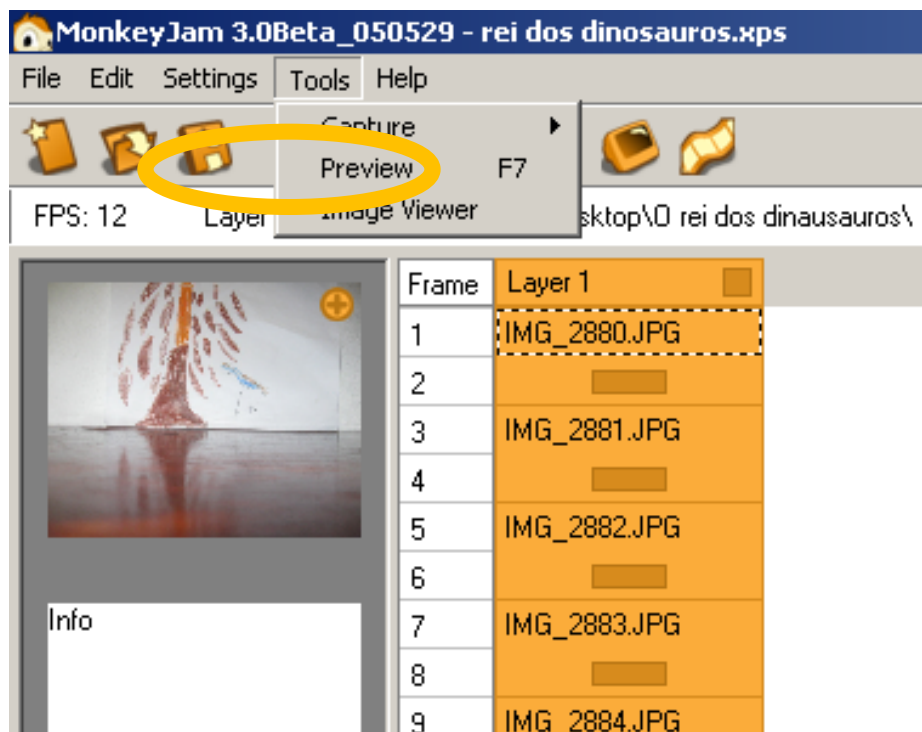 MonkeyJam 3.0Beta_050529 - rei dos dinosauros.xps
File Edit Settings Tools Help
Capture
Preview F7
Image Viewer
FPS: 12 Layer sktop\O rei dos dinausauros\
Frame Layer 1
1 IMG_2880.JPG
2
3 IMG_2881.JPG
4
5 IMG_2882.JPG
6
Info
7 IMG_2883.JPG
8
9 IMG_2884.JPG